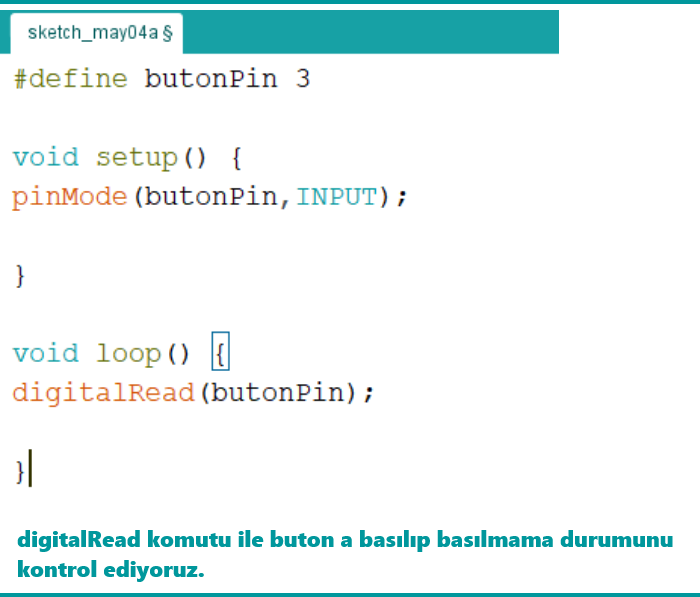 sketch_may04a §
#define butonPin 3
void setup() {
pinMode(butonPin,INPUT);
}
void loop() {
digitalRead(butonPin);
}
digitalRead komutu ile buton a basılıp basılmama durumunu
kontrol ediyoruz.